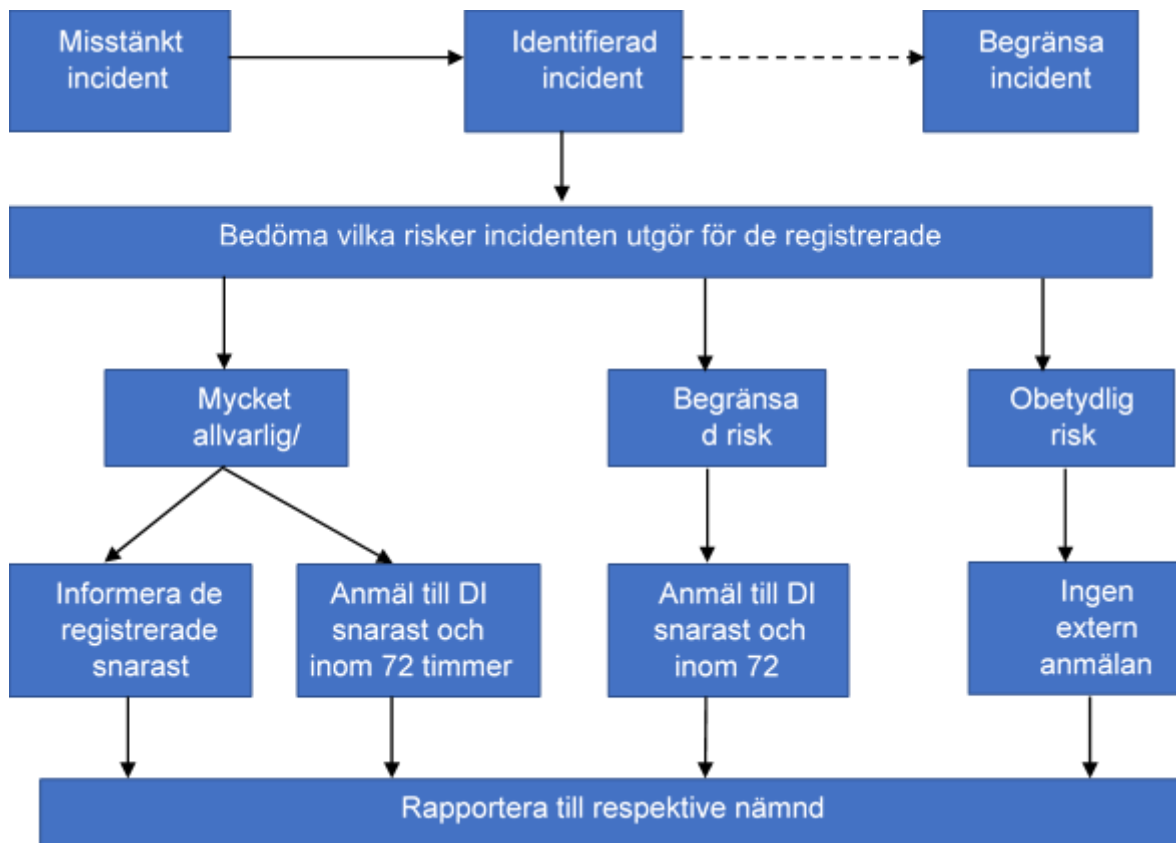 Misstänkt
incident
Identifierad
incident
Begränsa
incident
Bedöma vilka risker incidenten utgör för de registrerade
Mycket
allvarlig/
Begränsa
d risk
Obetydlig
risk
Informera de
registrerade
snarast
Anmäl till DI
snarast och
inom 72 timmer
Anmäl till DI
snarast och
inom 72
Ingen
extern
anmälan
Rapportera till respektive nämnd